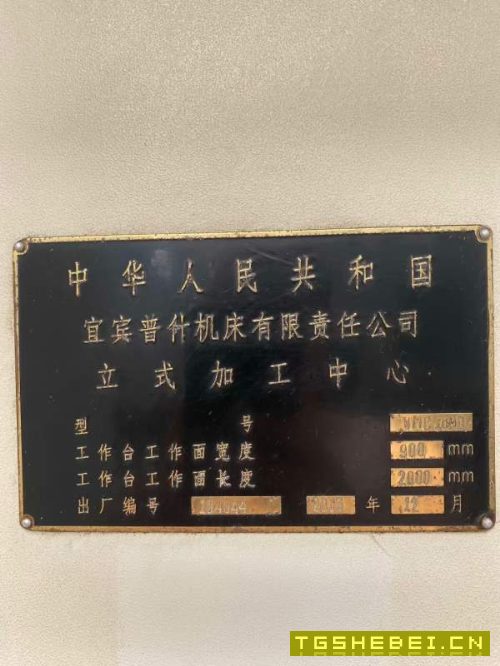 中华人民共和国
宜宾普什机床有限责任公司
立式加工中心
型号
工作台工作面宽度 900 mm
工作台工作面长度 2000 mm
出厂编号 年 12 月
TGSHEBEI.CN